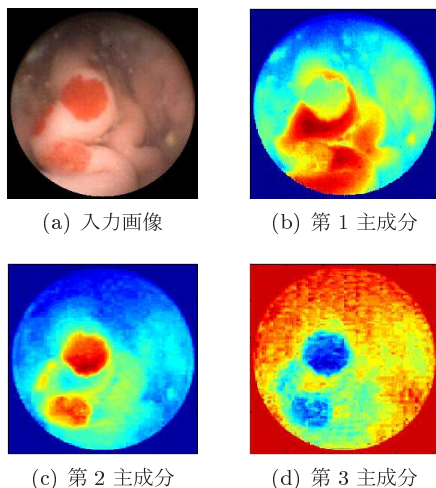 (a) 入力画像
(b) 第 1 主成分
(c) 第 2 主成分
(d) 第 3 主成分